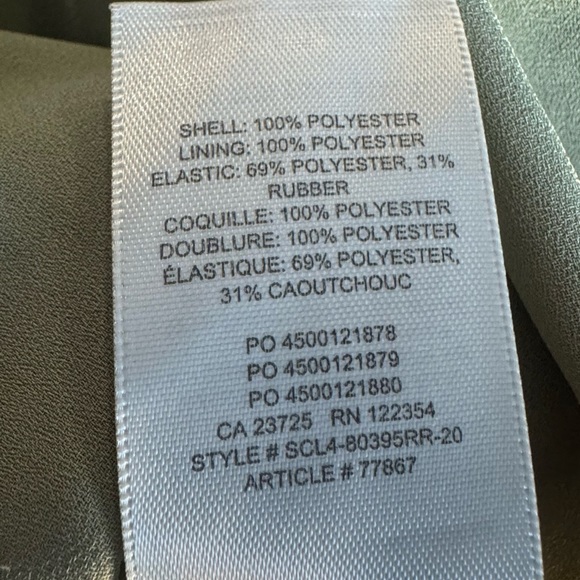 SHELL: 100% POLYESTER
LINING: 100% POLYESTER
ELASTIC: 69% POLYESTER, 31%
RUBBER
COQUILLE: 100% POLYESTER
DOUBLURE: 100% POLYESTER
ÉLASTIQUE: 69% POLYESTER,
31% CAOUTCHOUC
PO 4500121878
PO 4500121879
PO 4500121880
CA 23725 RN 122354
STYLE # SCL4-80395RR-20
ARTICLE # 77867